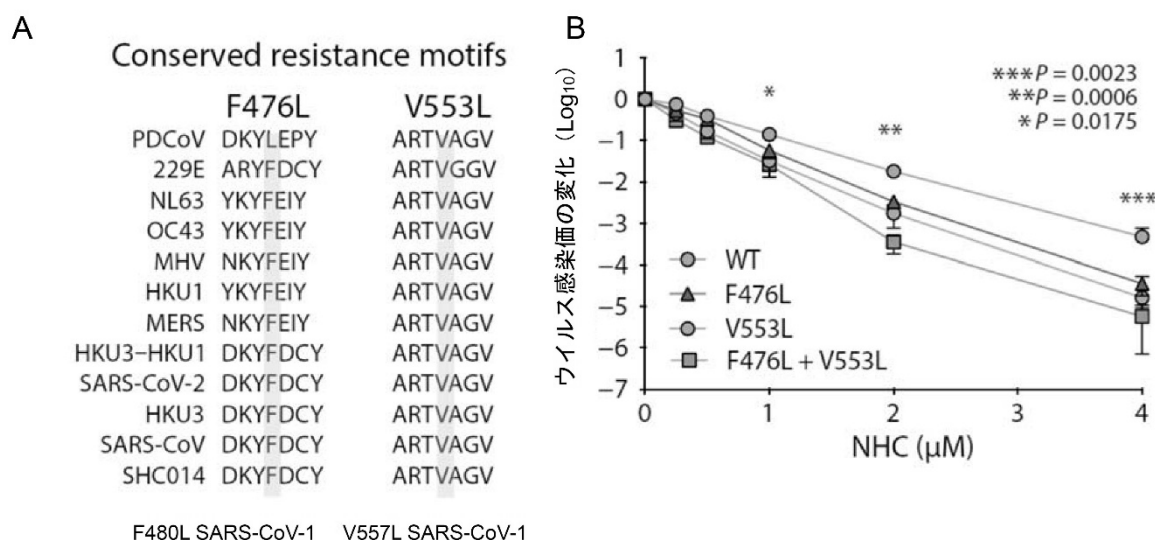 A
Conserved resistance motifs
F476L V553L
PDCoV DKYLEPY ARTVAGV
229E ARYFDCY ARTVGGV
NL63 YKYFEIY ARTVAGV
OC43 YKYFEIY ARTVAGV
MHV NKYFEIY ARTVAGV
HKU1 YKYFEIY ARTVAGV
MERS NKYFEIY ARTVAGV
HKU3–HKU1 DKYFDCY ARTVAGV
SARS-CoV-2 DKYFDCY ARTVAGV
HKU3 DKYFDCY ARTVAGV
SARS-CoV DKYFDCY ARTVAGV
SHC014 DKYFDCY ARTVAGV
F480L SARS-CoV-1 V557L SARS-CoV-1
B
ウイルス感染価の変化（Log₁₀）
1
0
−1
−2
−3
−4
−5
−6
−7
***P = 0.0023
**P = 0.0006
*P = 0.0175
*
**
***
WT
F476L
V553L
F476L + V553L
0 1 2 3 4
NHC (μM)